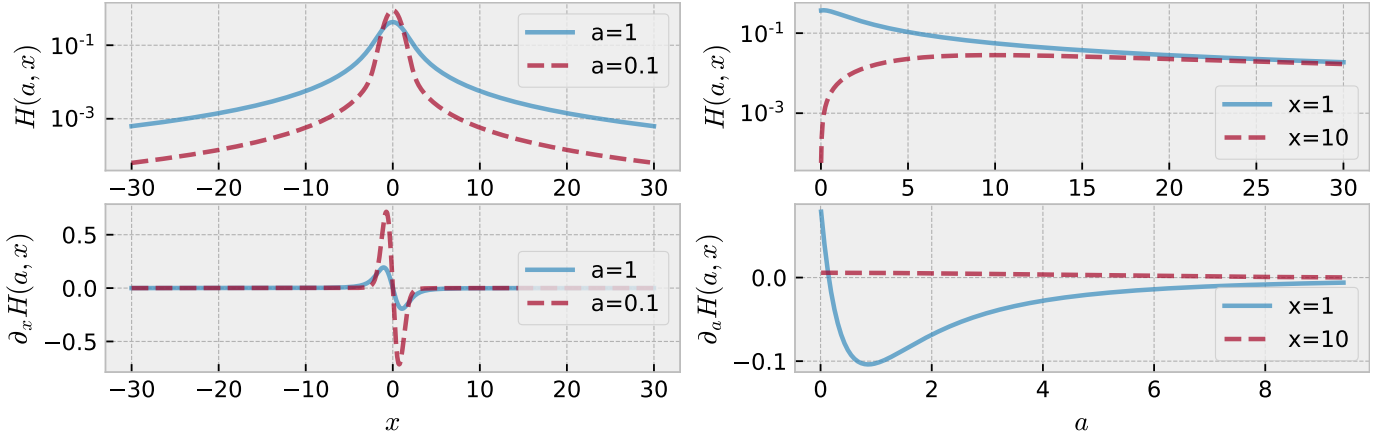 H(a, x)
10⁻¹
10⁻³
a=1
a=0.1
−30 −20 −10 0 10 20 30
H(a, x)
10⁻¹
10⁻³
x=1
x=10
0 5 10 15 20 25 30
∂ₓH(a, x)
0.5
0.0
−0.5
a=1
a=0.1
−30 −20 −10 0 10 20 30
x
∂ₐH(a, x)
0.0
−0.1
x=1
x=10
0 2 4 6 8
a